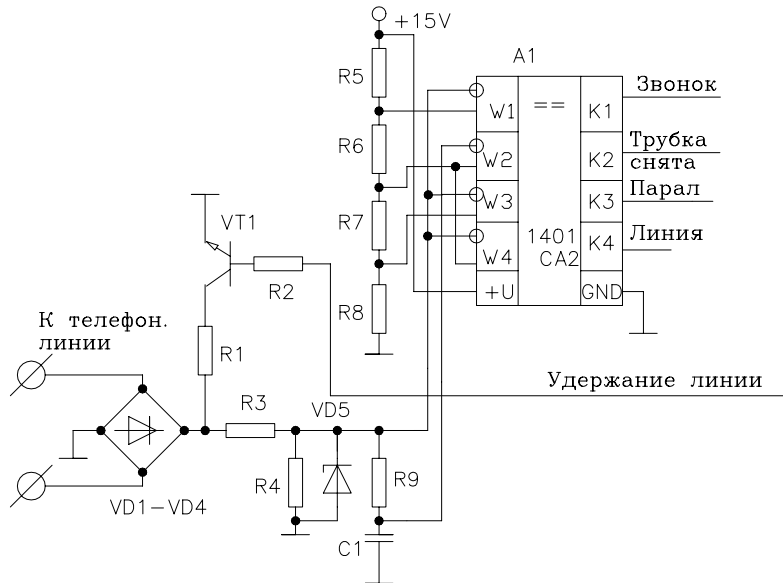 +15V
A1
R5
Звонок
W1
==
K1
R6
W2
K2
Трубка
снята
W3
K3
Парал
VT1
R7
1401
CA2
W4
K4
Линия
R2
+U
GND
R8
К телефон.
линии
R1
Удержание линии
R3
VD5
R4
R9
VD1-VD4
C1